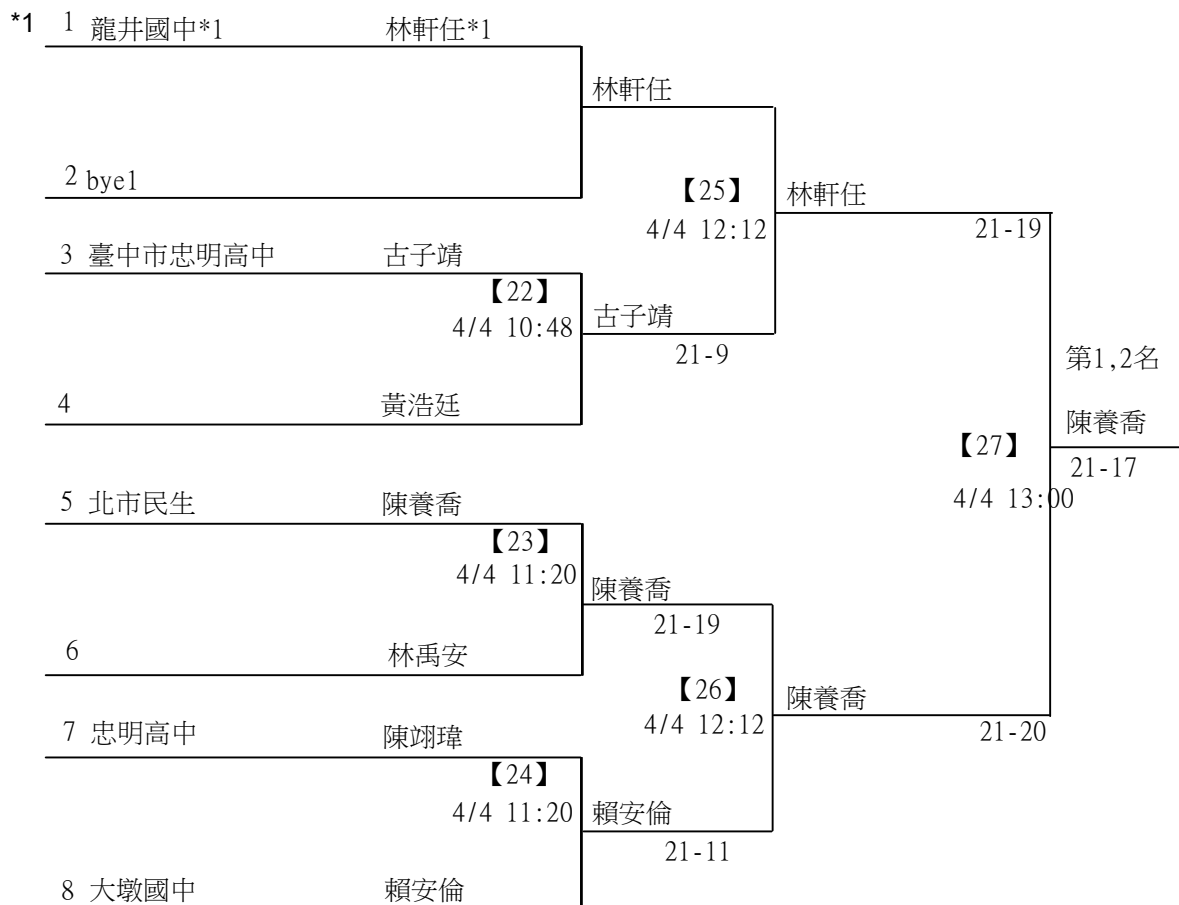 *1 1 龍井國中*1 林軒任*1
林軒任
2 bye1
【25】 林軒任
4/4 12:12 21-19
3 臺中市忠明高中 古子靖
【22】
4/4 10:48 古子靖
21-9
第1,2名
4 黃浩廷
陳養喬
【27】
21-17
4/4 13:00
5 北市民生 陳養喬
【23】
4/4 11:20
陳養喬
21-19
6 林禹安
【26】 陳養喬
4/4 12:12 21-20
7 忠明高中 陳翊瑋
【24】
4/4 11:20 賴安倫
21-11
8 大墩國中 賴安倫